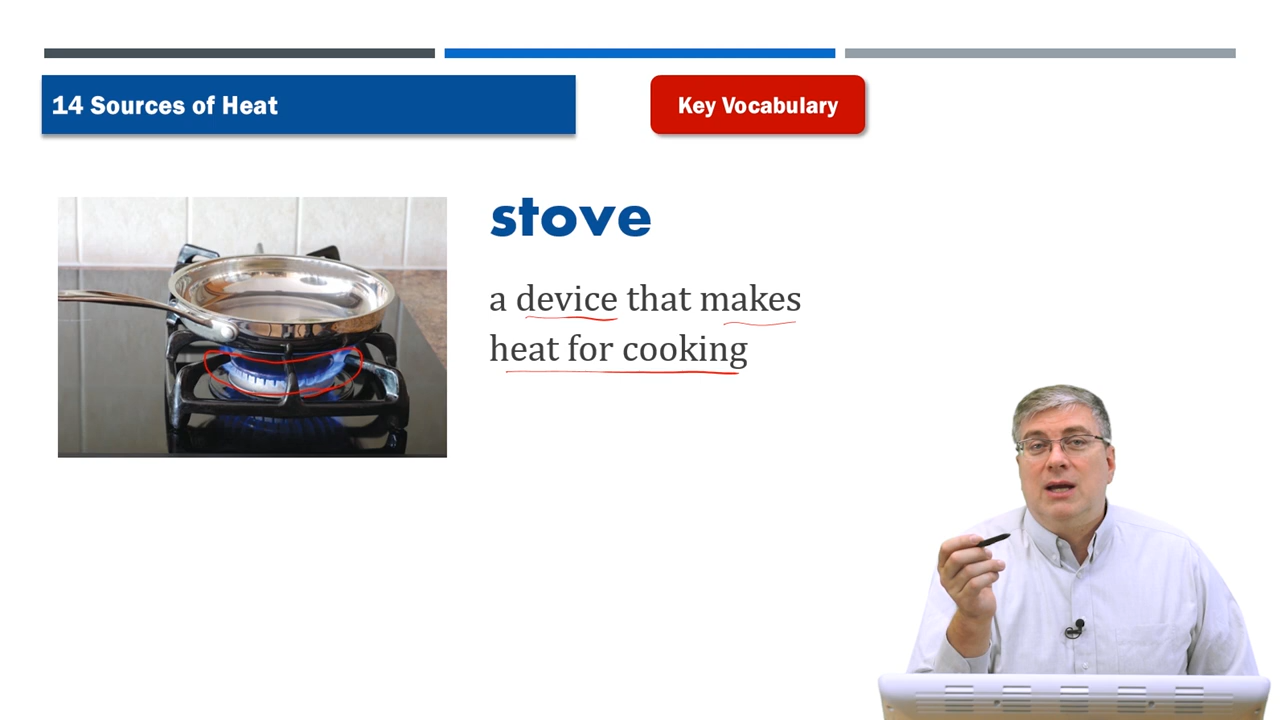 14 Sources of Heat
Key Vocabulary
stove
a device that makes
heat for cooking